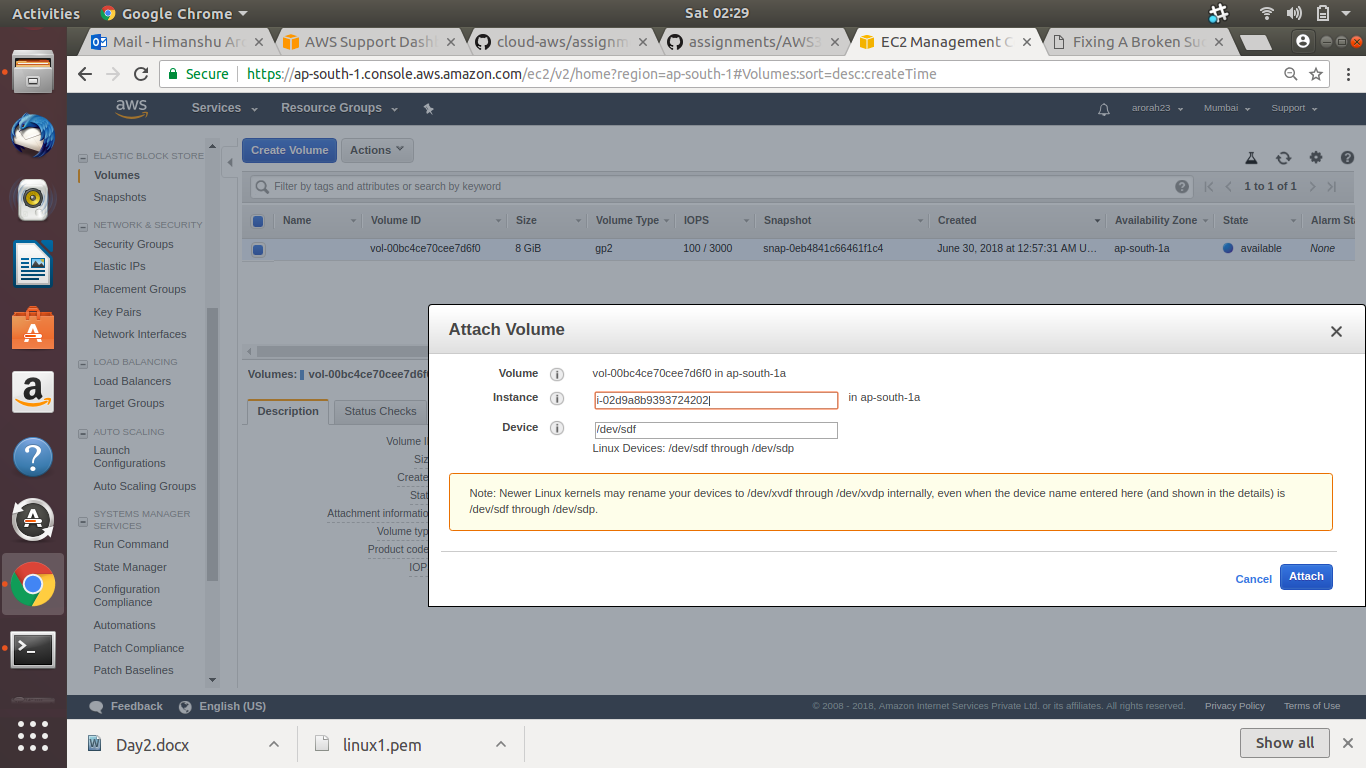 Activities Google Chrome Sat 02:29
Mail - Himanshu Aro AWS Support Dash cloud-aws/assignm assignments/AWS3 EC2 Management C Fixing A Broken Su
Secure https://ap-south-1.console.aws.amazon.com/ec2/v2/home?region=ap-south-1#Volumes:sort=desc:createTime
aws Services Resource Groups arorah23 Mumbai Support
ELASTIC BLOCK STORE
Volumes
Snapshots
NETWORK & SECURITY
Security Groups
Elastic IPs
Placement Groups
Key Pairs
Network Interfaces
LOAD BALANCING
Load Balancers
Target Groups
AUTO SCALING
Launch
Configurations
Auto Scaling Groups
SYSTEMS MANAGER
SERVICES
Run Command
State Manager
Configuration
Compliance
Automations
Patch Compliance
Patch Baselines
Create Volume Actions
Filter by tags and attributes or search by keyword 1 to 1 of 1
Name Volume ID Size Volume Type IOPS Snapshot Created Availability Zone State Alarm St
vol-00bc4ce70cee7d6f0 8 GiB gp2 100 / 3000 snap-0eb4841c66461f1c4 June 30, 2018 at 12:57:31 AM U... ap-south-1a available None
Volumes: vol-00bc4ce70cee7d6f0
Description Status Checks
Volume I
Siz
Create
Stat
Attachment informatio
Volume typ
Product code
IOP
Attach Volume
Volume vol-00bc4ce70cee7d6f0 in ap-south-1a
Instance i-02d9a8b9393724202 in ap-south-1a
Device /dev/sdf
Linux Devices: /dev/sdf through /dev/sdp
Note: Newer Linux kernels may rename your devices to /dev/xvdf through /dev/xvdp internally, even when the device name entered here (and shown in the details) is
/dev/sdf through /dev/sdp.
Cancel Attach
Feedback English (US) © 2008 - 2018, Amazon Internet Services Private Ltd. or its affiliates. All rights reserved. Privacy Policy Terms of Use
Day2.docx linux1.pem Show all